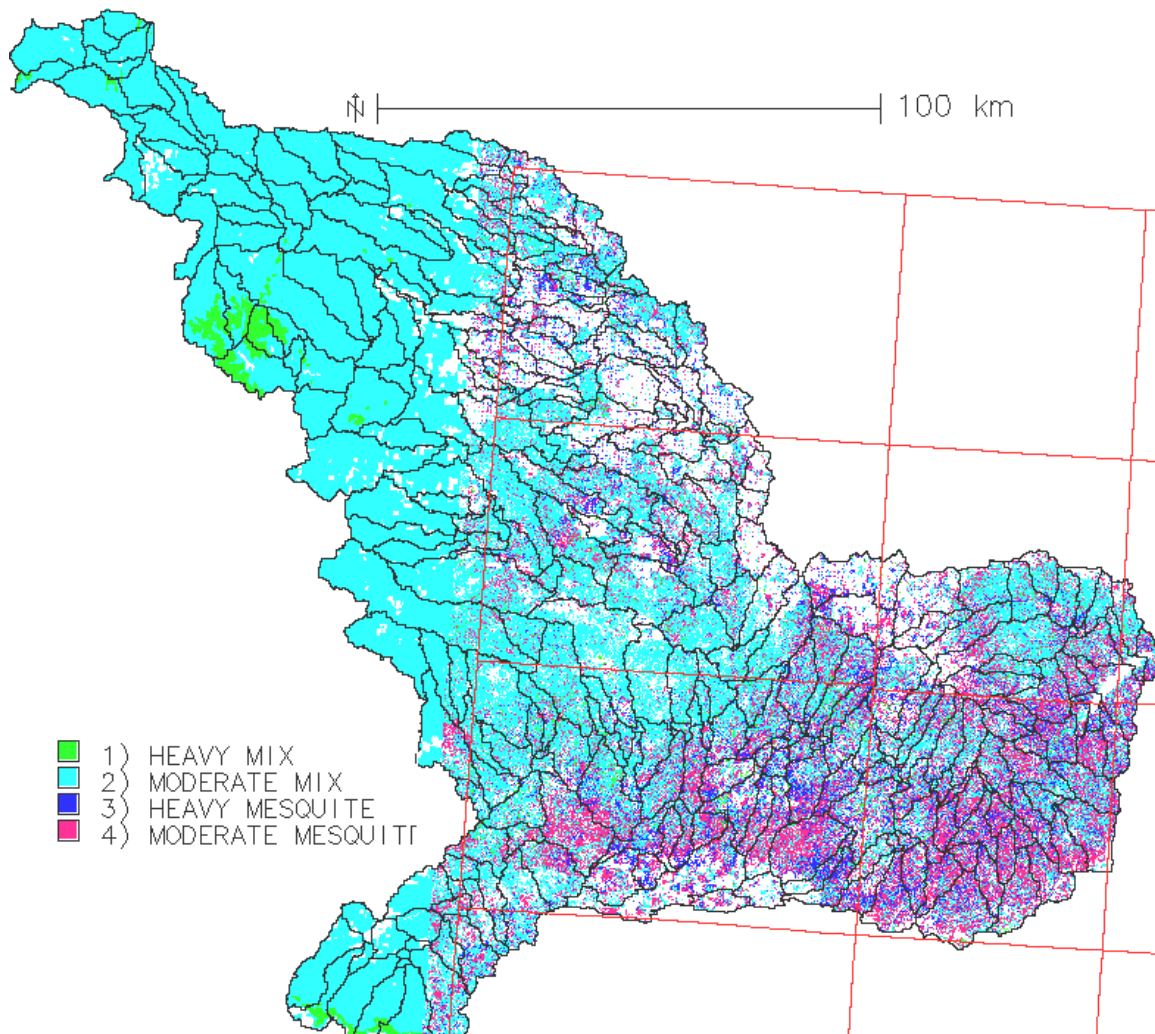 N
100 km
1) HEAVY MIX
2) MODERATE MIX
3) HEAVY MESQUITE
4) MODERATE MESQUITE